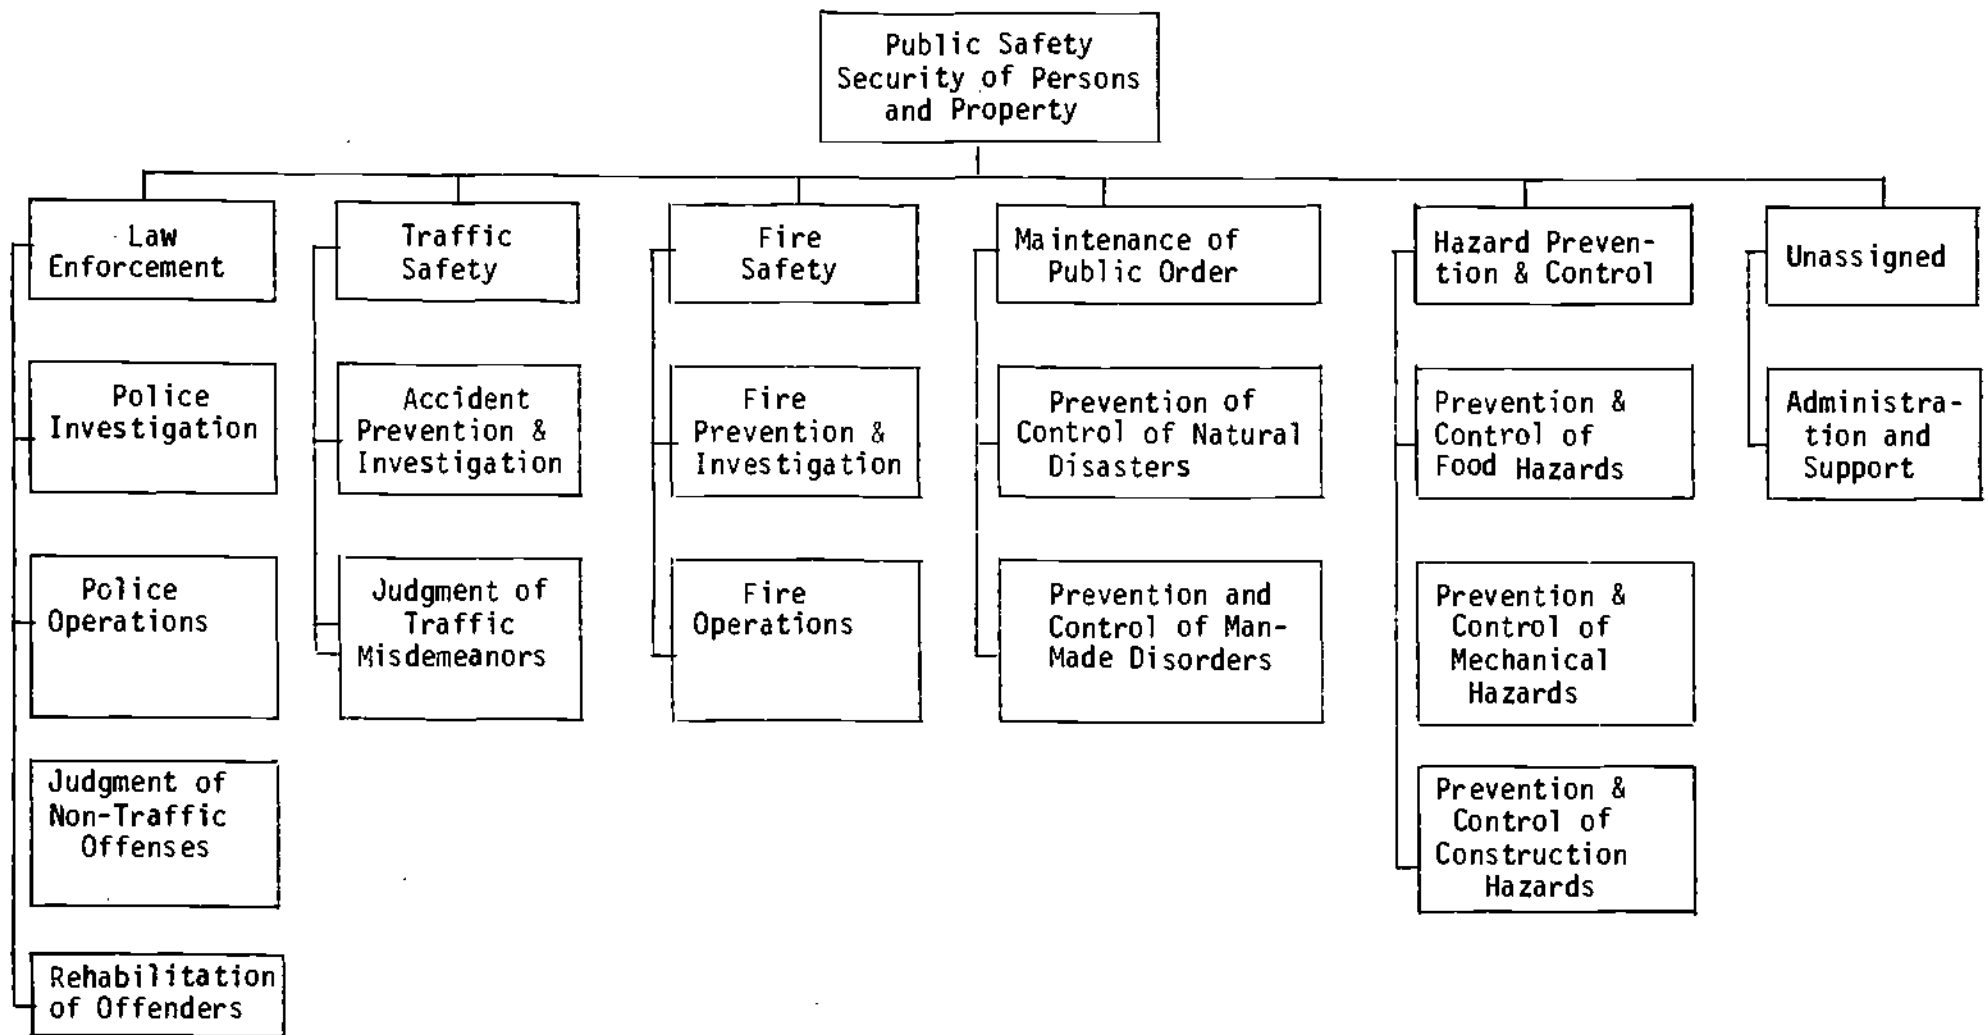 Public Safety
Security of Persons
and Property
Law
Enforcement
Traffic
Safety
Fire
Safety
Maintenance of
Public Order
Hazard Preven-
tion & Control
Unassigned
Police
Investigation
Accident
Prevention &
Investigation
Fire
Prevention &
Investigation
Prevention of
Control of Natural
Disasters
Prevention &
Control of
Food Hazards
Administra-
tion and
Support
Police
Operations
Judgment of
Traffic
Misdemeanors
Fire
Operations
Prevention and
Control of Man-
Made Disorders
Prevention &
Control of
Mechanical
Hazards
Judgment of
Non-Traffic
Offenses
Prevention &
Control of
Construction
Hazards
Rehabilitation
of Offenders